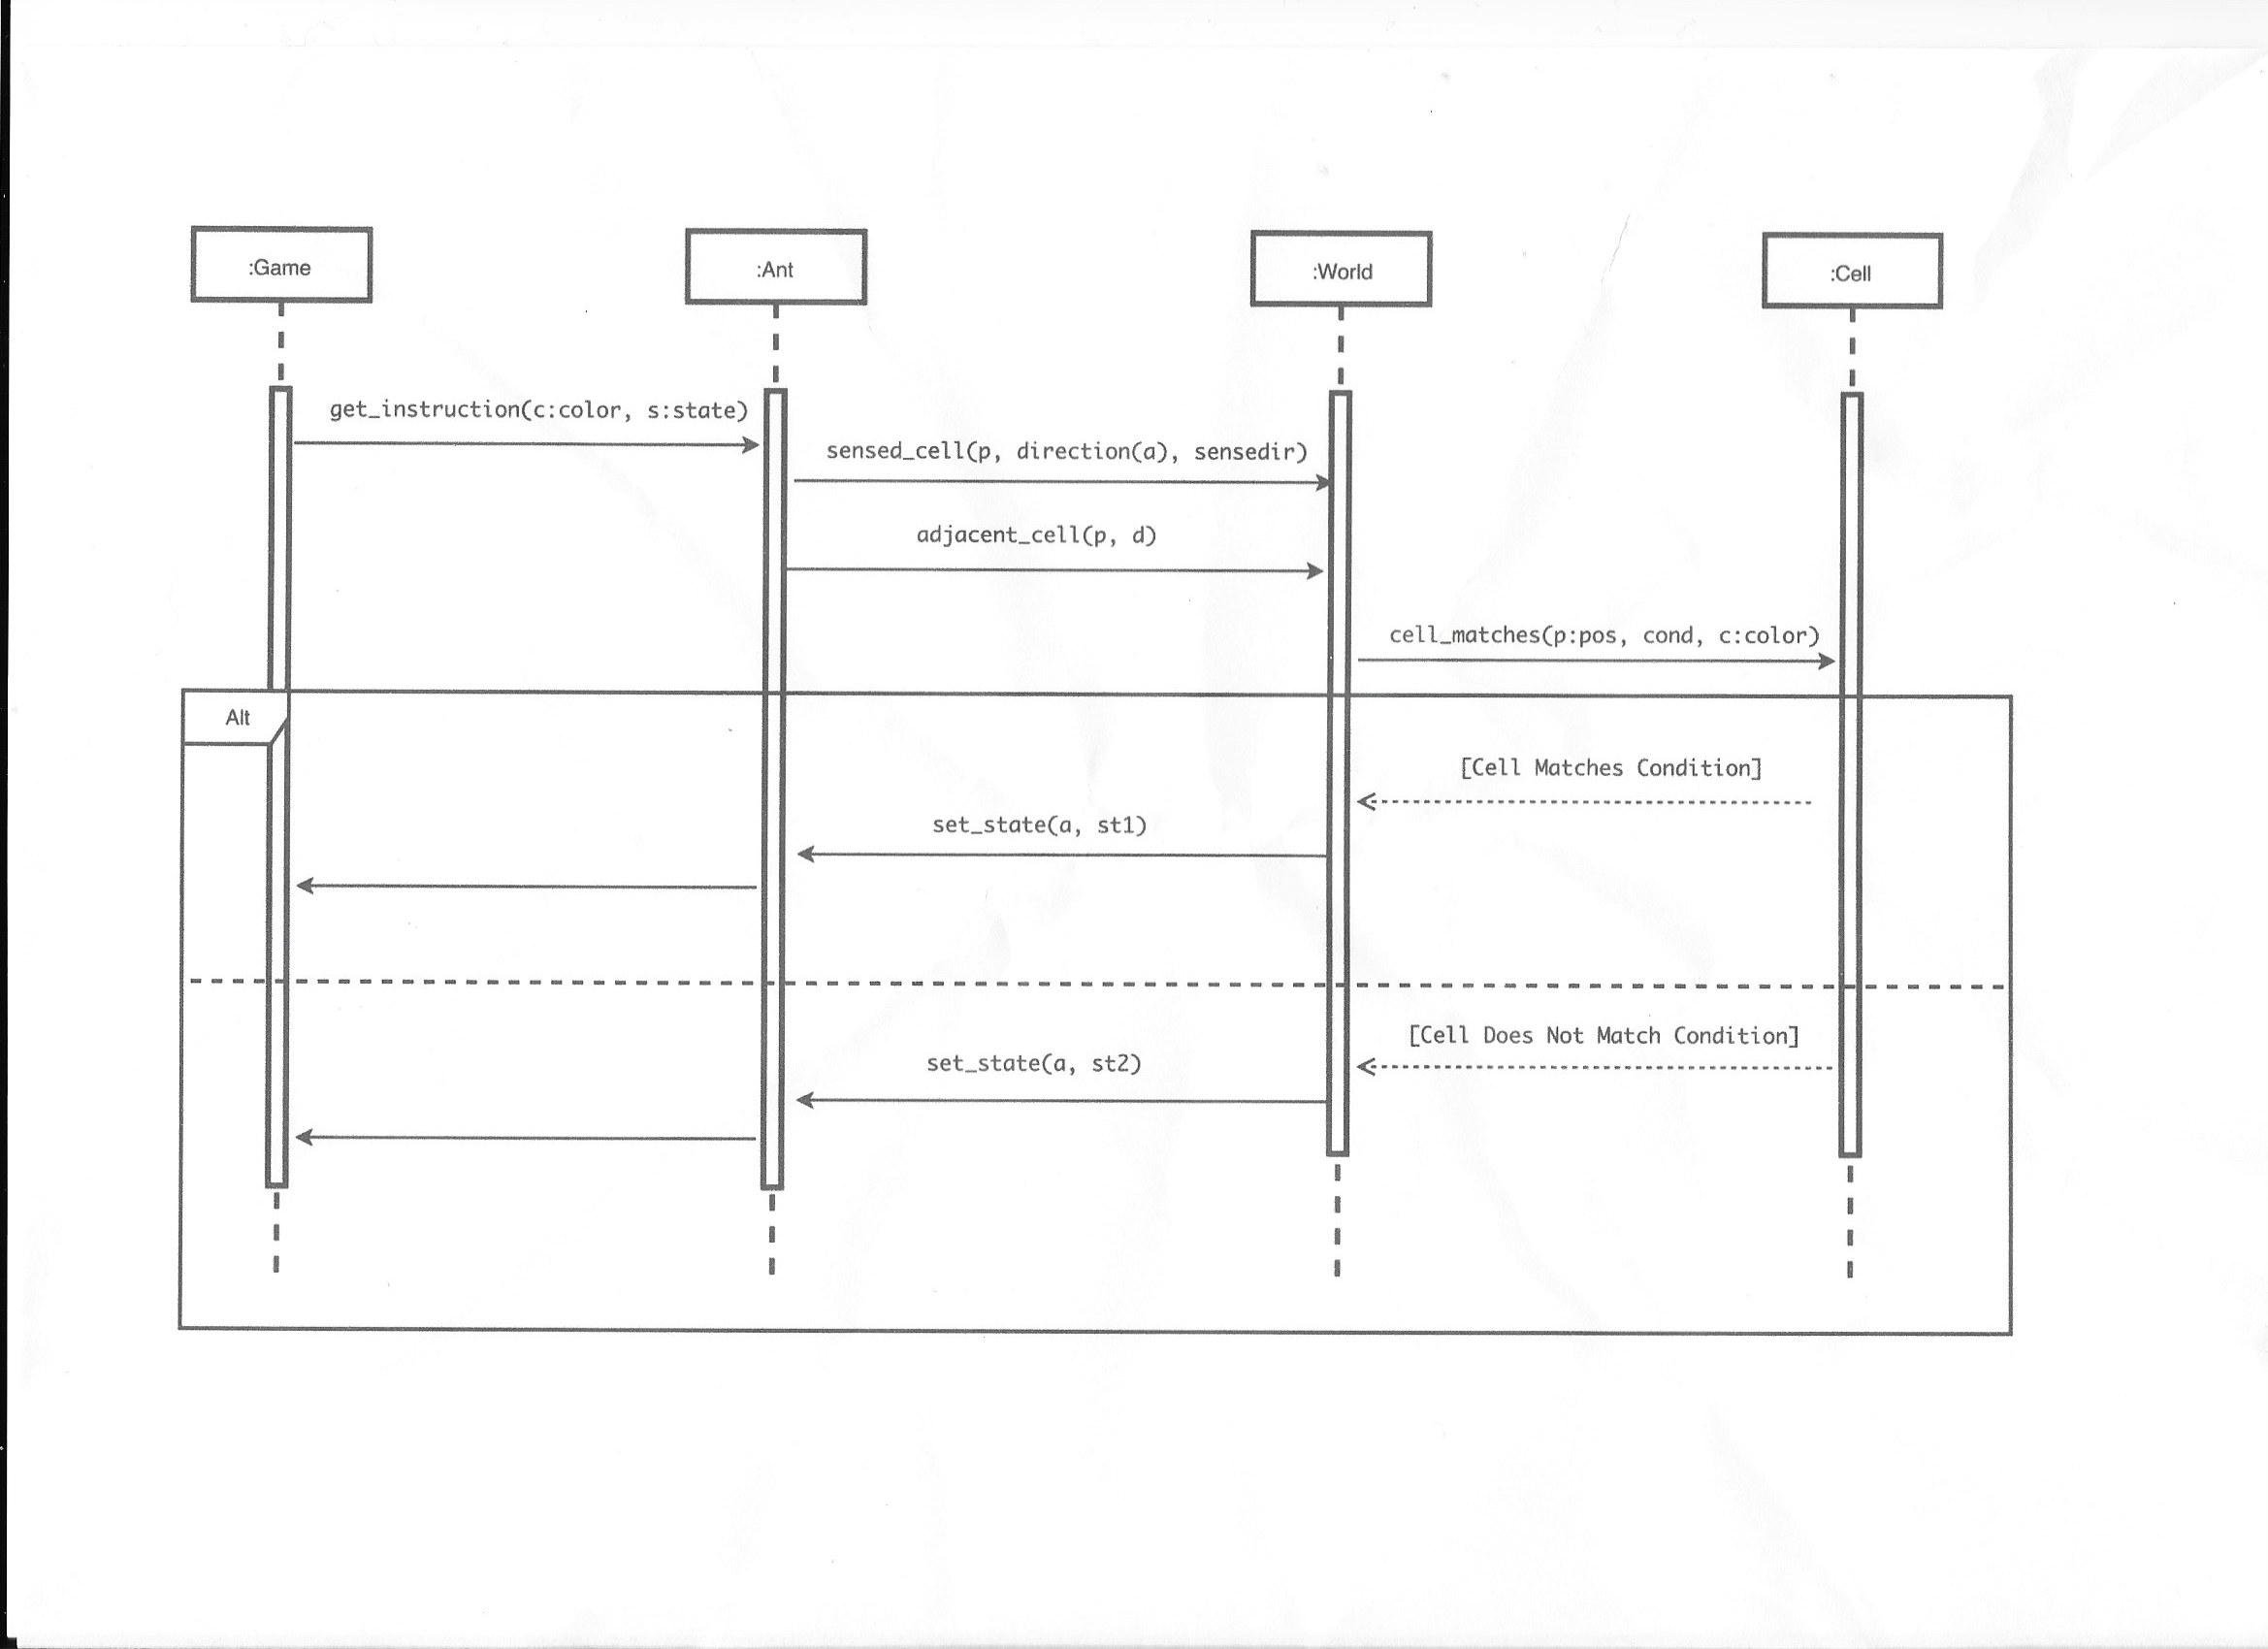 :Game
:Ant
:World
:Cell
get_instruction(c:color, s:state)
sensed_cell(p, direction(a), sensedir)
adjacent_cell(p, d)
cell_matches(p:pos, cond, c:color)
Alt
[Cell Matches Condition]
set_state(a, st1)
[Cell Does Not Match Condition]
set_state(a, st2)